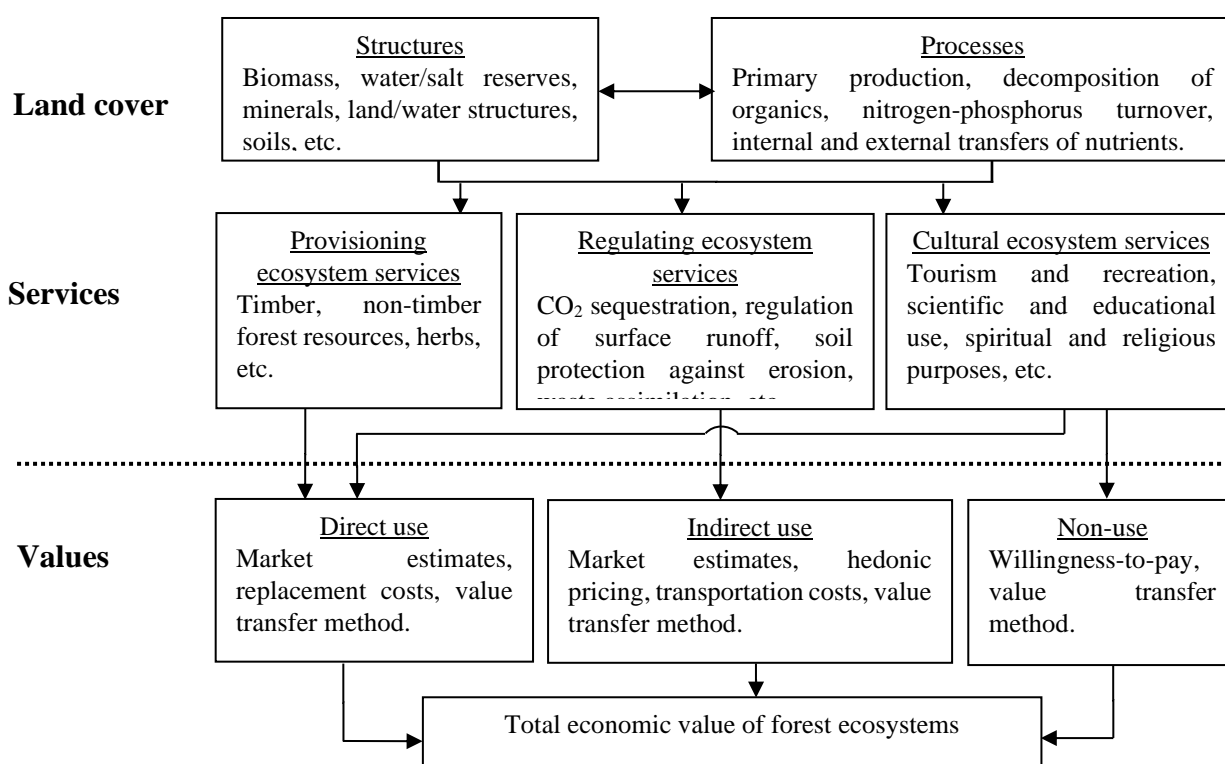 Structures
Biomass, water/salt reserves,
minerals, land/water structures,
soils, etc.
Processes
Primary production, decomposition of
organics, nitrogen-phosphorus turnover,
internal and external transfers of nutrients.
Land cover
Provisioning
ecosystem services
Timber, non-timber
forest resources, herbs,
etc.
Regulating ecosystem
services
CO₂ sequestration, regulation
of surface runoff, soil
protection against erosion,
waste assimilation, etc.
Cultural ecosystem services
Tourism and recreation,
scientific and educational
use, spiritual and religious
purposes, etc.
Services
Direct use
Market estimates,
replacement costs, value
transfer method.
Indirect use
Market estimates, hedonic
pricing, transportation costs, value
transfer method.
Non-use
Willingness-to-pay,
value transfer
method.
Values
Total economic value of forest ecosystems